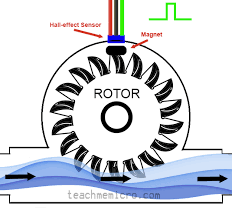 Hall-effect Sensor
Magnet
ROTOR
teachmemicro.com